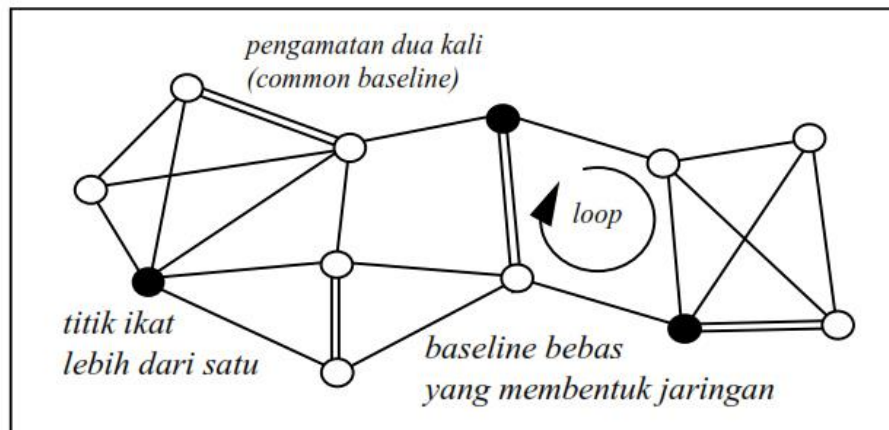 pengamatan dua kali
(common baseline)
loop
titik ikat
lebih dari satu
baseline bebas
yang membentuk jaringan